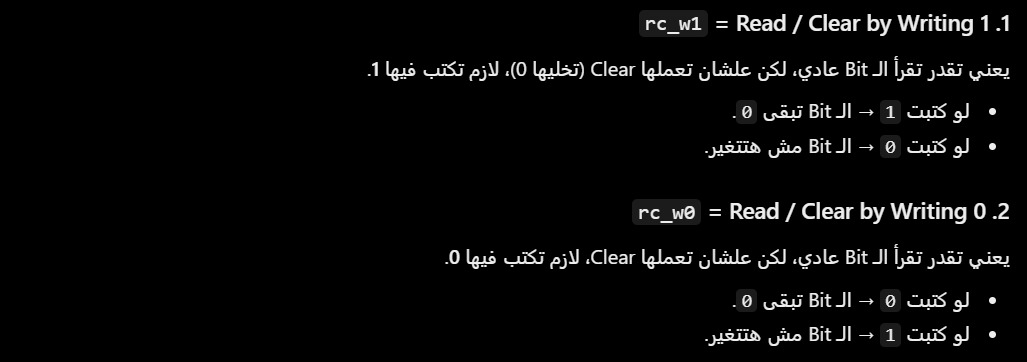 1. rc_w1 = Read / Clear by Writing 1
يعني تقدر تقرأ الـ Bit عادي، لكن علشان تعملها Clear (تخليها 0)، لازم تكتب فيها 1.
• لو كتبت 1 → الـ Bit تبقى 0.
• لو كتبت 0 → الـ Bit مش هتتغير.
2. rc_w0 = Read / Clear by Writing 0
يعني تقدر تقرأ الـ Bit عادي، لكن علشان تعملها Clear، لازم تكتب فيها 0.
• لو كتبت 0 → الـ Bit تبقى 0.
• لو كتبت 1 → الـ Bit مش هتتغير.